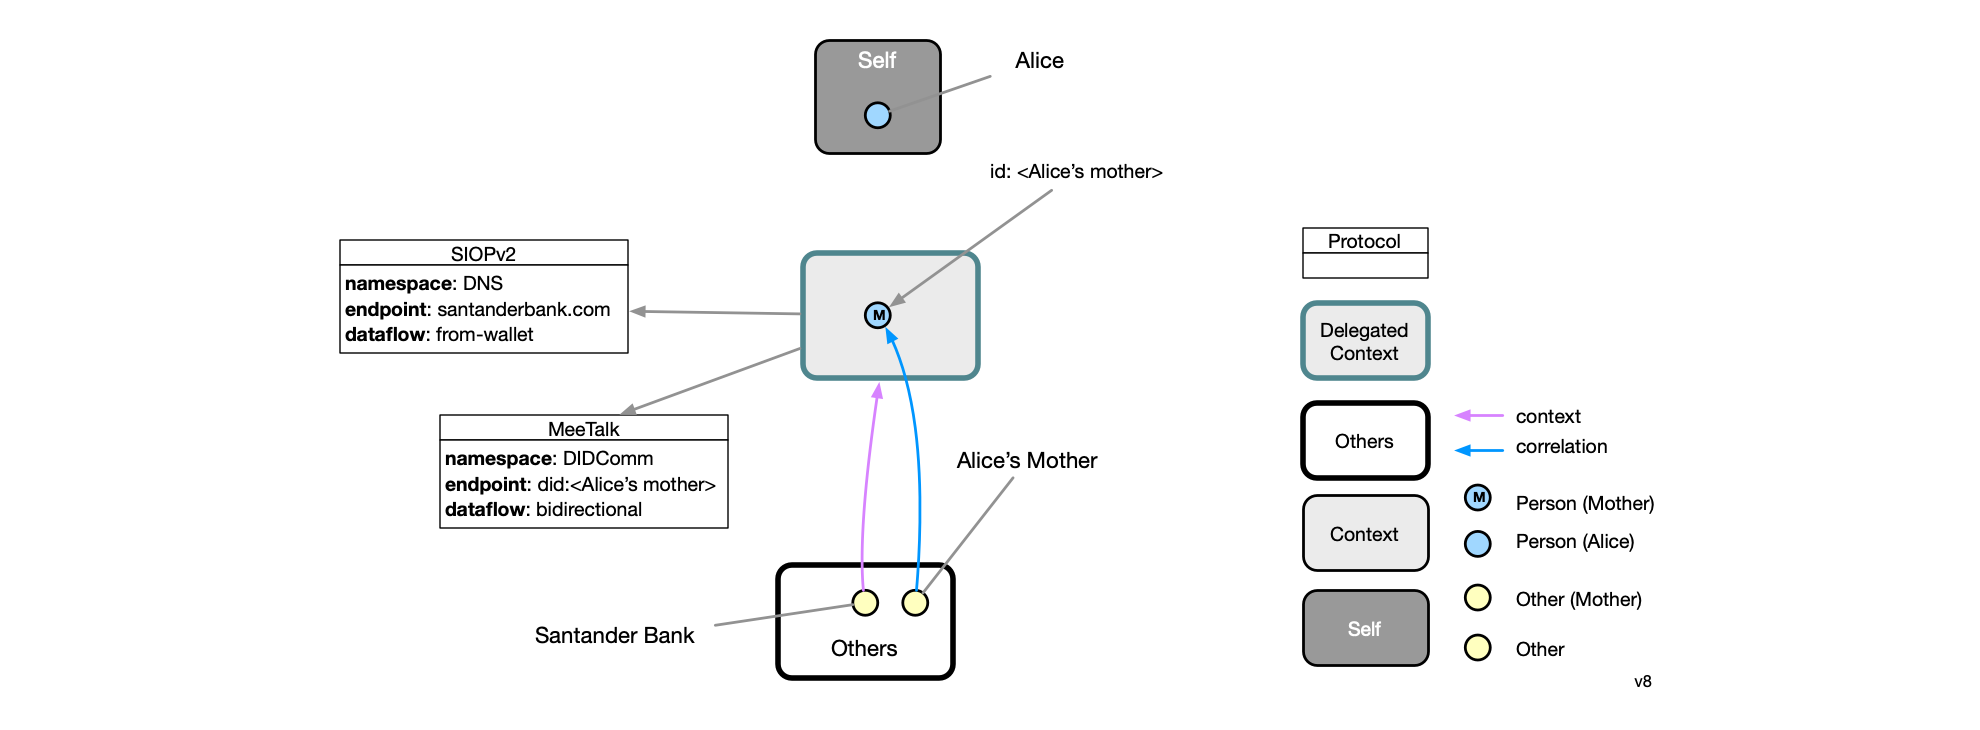 Self
Alice
id: <Alice’s mother>
SIOPv2
namespace: DNS
endpoint: santanderbank.com
dataflow: from-wallet
M
MeeTalk
namespace: DIDComm
endpoint: did:<Alice’s mother>
dataflow: bidirectional
Alice’s Mother
Santander Bank
Others
Protocol
Delegated
Context
Others
Context
Self
context
correlation
M
Person (Mother)
Person (Alice)
Other (Mother)
Other
v8